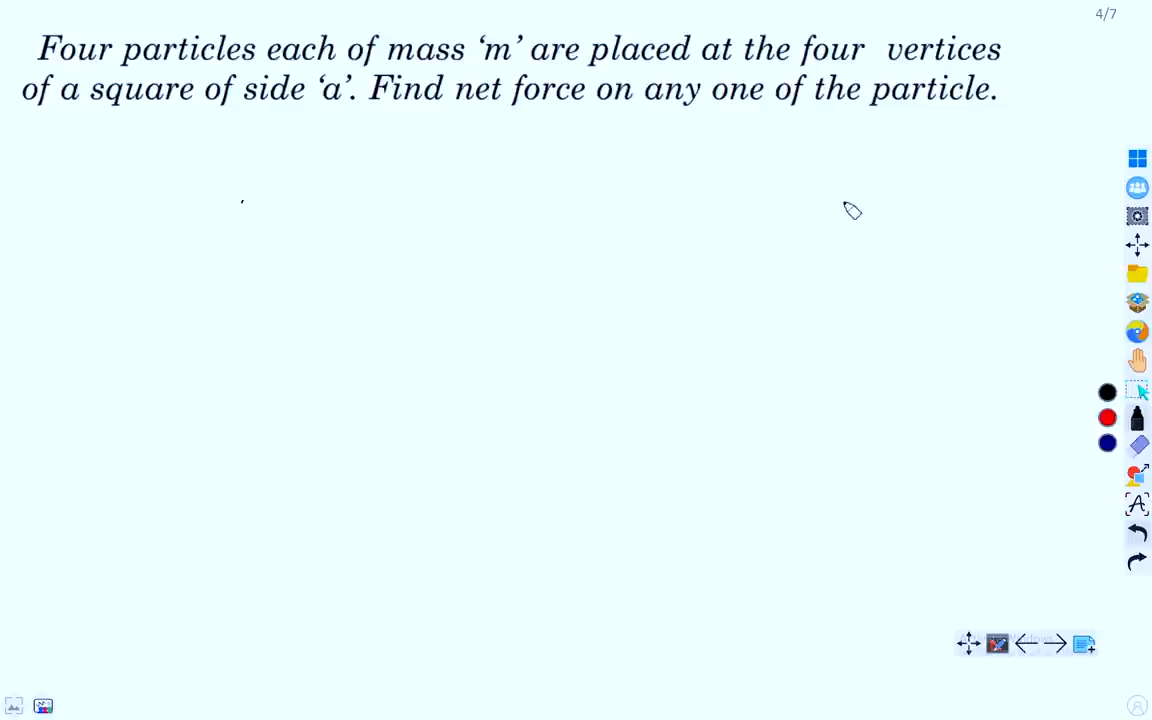 4/7
Four particles each of mass ‘m’ are placed at the four vertices
of a square of side ‘a’. Find net force on any one of the particle.